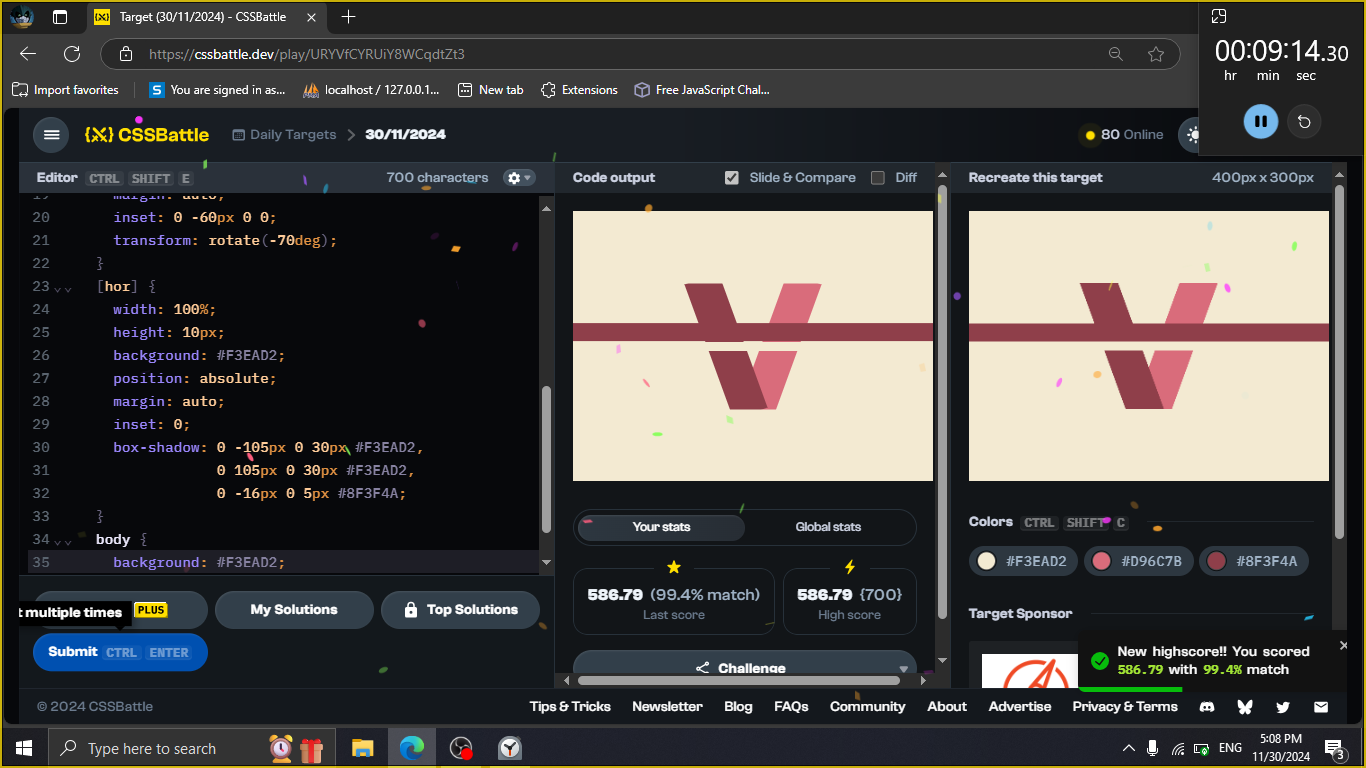 Target (30/11/2024) - CSSBattle
https://cssbattle.dev/play/URYVfCYRUiY8WCqdtZt3
00:09:14.30
hr min sec
Import favorites
You are signed in as...
localhost / 127.0.0.1...
New tab
Extensions
Free JavaScript Chal...
{X} CSSBattle
Daily Targets > 30/11/2024
80 Online
Editor CTRL SHIFT E
700 characters
Code output
Slide & Compare
Diff
Recreate this target
400px x 300px
19 margin: auto;
20 inset: 0 -60px 0 0;
21 transform: rotate(-70deg);
22 }
23 [hor] {
24 width: 100%;
25 height: 10px;
26 background: #F3EAD2;
27 position: absolute;
28 margin: auto;
29 inset: 0;
30 box-shadow: 0 -105px 0 30px #F3EAD2,
31 0 105px 0 30px #F3EAD2,
32 0 -16px 0 5px #8F3F4A;
33 }
34 body {
35 background: #F3EAD2;
Your stats
Global stats
586.79 (99.4% match)
Last score
586.79 {700}
High score
Challenge
Colors CTRL SHIFT C
#F3EAD2
#D96C7B
#8F3F4A
Target Sponsor
t multiple times
PLUS
My Solutions
Top Solutions
Submit CTRL ENTER
New highscore!! You scored
586.79 with 99.4% match
© 2024 CSSBattle
Tips & Tricks
Newsletter
Blog
FAQs
Community
About
Advertise
Privacy & Terms
Type here to search
ENG
5:08 PM
11/30/2024
3